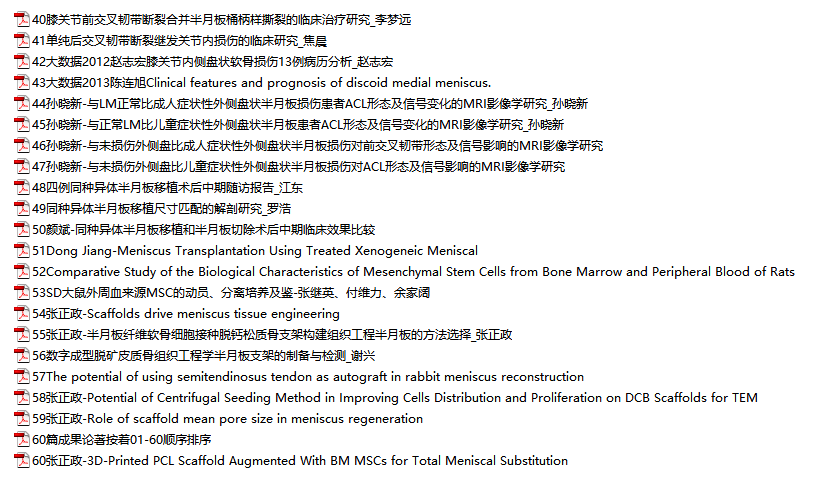 40膝关节前交叉韧带断裂合并半月板桶柄样撕裂的临床治疗研究_李梦远
41单纯后交叉韧带断裂继发关节内损伤的临床研究_焦晨
42大数据2012赵志宏膝关节内侧盘状软骨损伤13例病历分析_赵志宏
43大数据2013陈连旭Clinical features and prognosis of discoid medial meniscus.
44孙晓新-与LM正常比成人症状性外侧盘状半月板损伤患者ACL形态及信号变化的MRI影像学研究_孙晓新
45孙晓新-与正常LM比儿童症状性外侧盘状半月板患者ACL形态及信号变化的MRI影像学研究_孙晓新
46孙晓新-与未损伤外侧盘比成人症状性外侧盘状半月板损伤对前交叉韧带形态及信号影响的MRI影像学研究
47孙晓新-与未损伤外侧盘比儿童症状性外侧盘状半月板损伤对ACL形态及信号影响的MRI影像学研究
48四例同种异体半月板移植术后中期随访报告_江东
49同种异体半月板移植尺寸匹配的解剖研究_罗浩
50颜斌-同种异体半月板移植和半月板切除术后中期临床效果比较
51Dong Jiang-Meniscus Transplantation Using Treated Xenogeneic Meniscal
52Comparative Study of the Biological Characteristics of Mesenchymal Stem Cells from Bone Marrow and Peripheral Blood of Rats
53SD大鼠外周血来源MSC的动员、分离培养及鉴-张继英、付维力、余家阔
54张正政-Scaffolds drive meniscus tissue engineering
55张正政-半月板纤维软骨细胞接种脱钙松质骨支架构建组织工程半月板的方法选择_张正政
56数字成型脱矿皮质骨组织工程学半月板支架的制备与检测_谢兴
57The potential of using semitendinosus tendon as autograft in rabbit meniscus reconstruction
58张正政-Potential of Centrifugal Seeding Method in Improving Cells Distribution and Proliferation on DCB Scaffolds for TEM
59张正政-Role of scaffold mean pore size in meniscus regeneration
60篇成果论著按着01-60顺序排序
60张正政-3D-Printed PCL Scaffold Augmented With BM MSCs for Total Meniscal Substitution